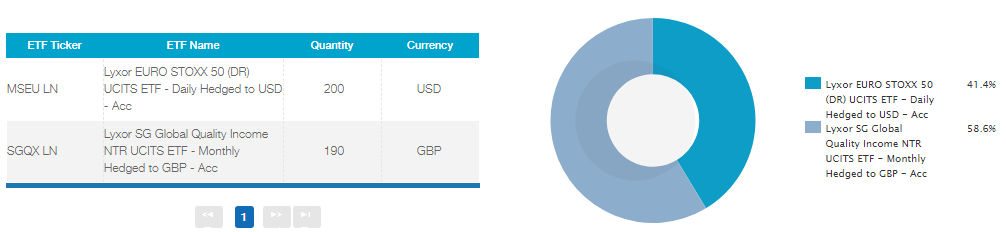 ETF Ticker ETF Name Quantity Currency
Lyxor EURO STOXX 50 (DR)
MSEU LN UCITS ETF - Daily Hedged to USD 200 USD
- Acc
Lyxor SG Global Quality Income
SGQX LN NTR UCITS ETF - Monthly 190 GBP
Hedged to GBP - Acc
1
Lyxor EURO STOXX 50 41.4%
(DR) UCITS ETF - Daily
Hedged to USD - Acc
Lyxor SG Global 58.6%
Quality Income NTR
UCITS ETF - Monthly
Hedged to GBP - Acc